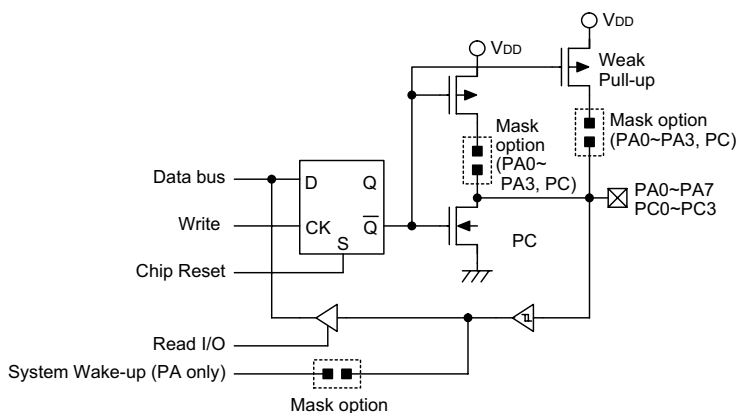 VDD
VDD
Weak
Pull-up
Mask option
(PA0~PA3, PC)
Mask
option
(PA0~
PA3, PC)
Data bus
D
Q
Write
CK
Q
S
Chip Reset
PC
PA0~PA7
PC0~PC3
Read I/O
System Wake-up (PA only)
Mask option